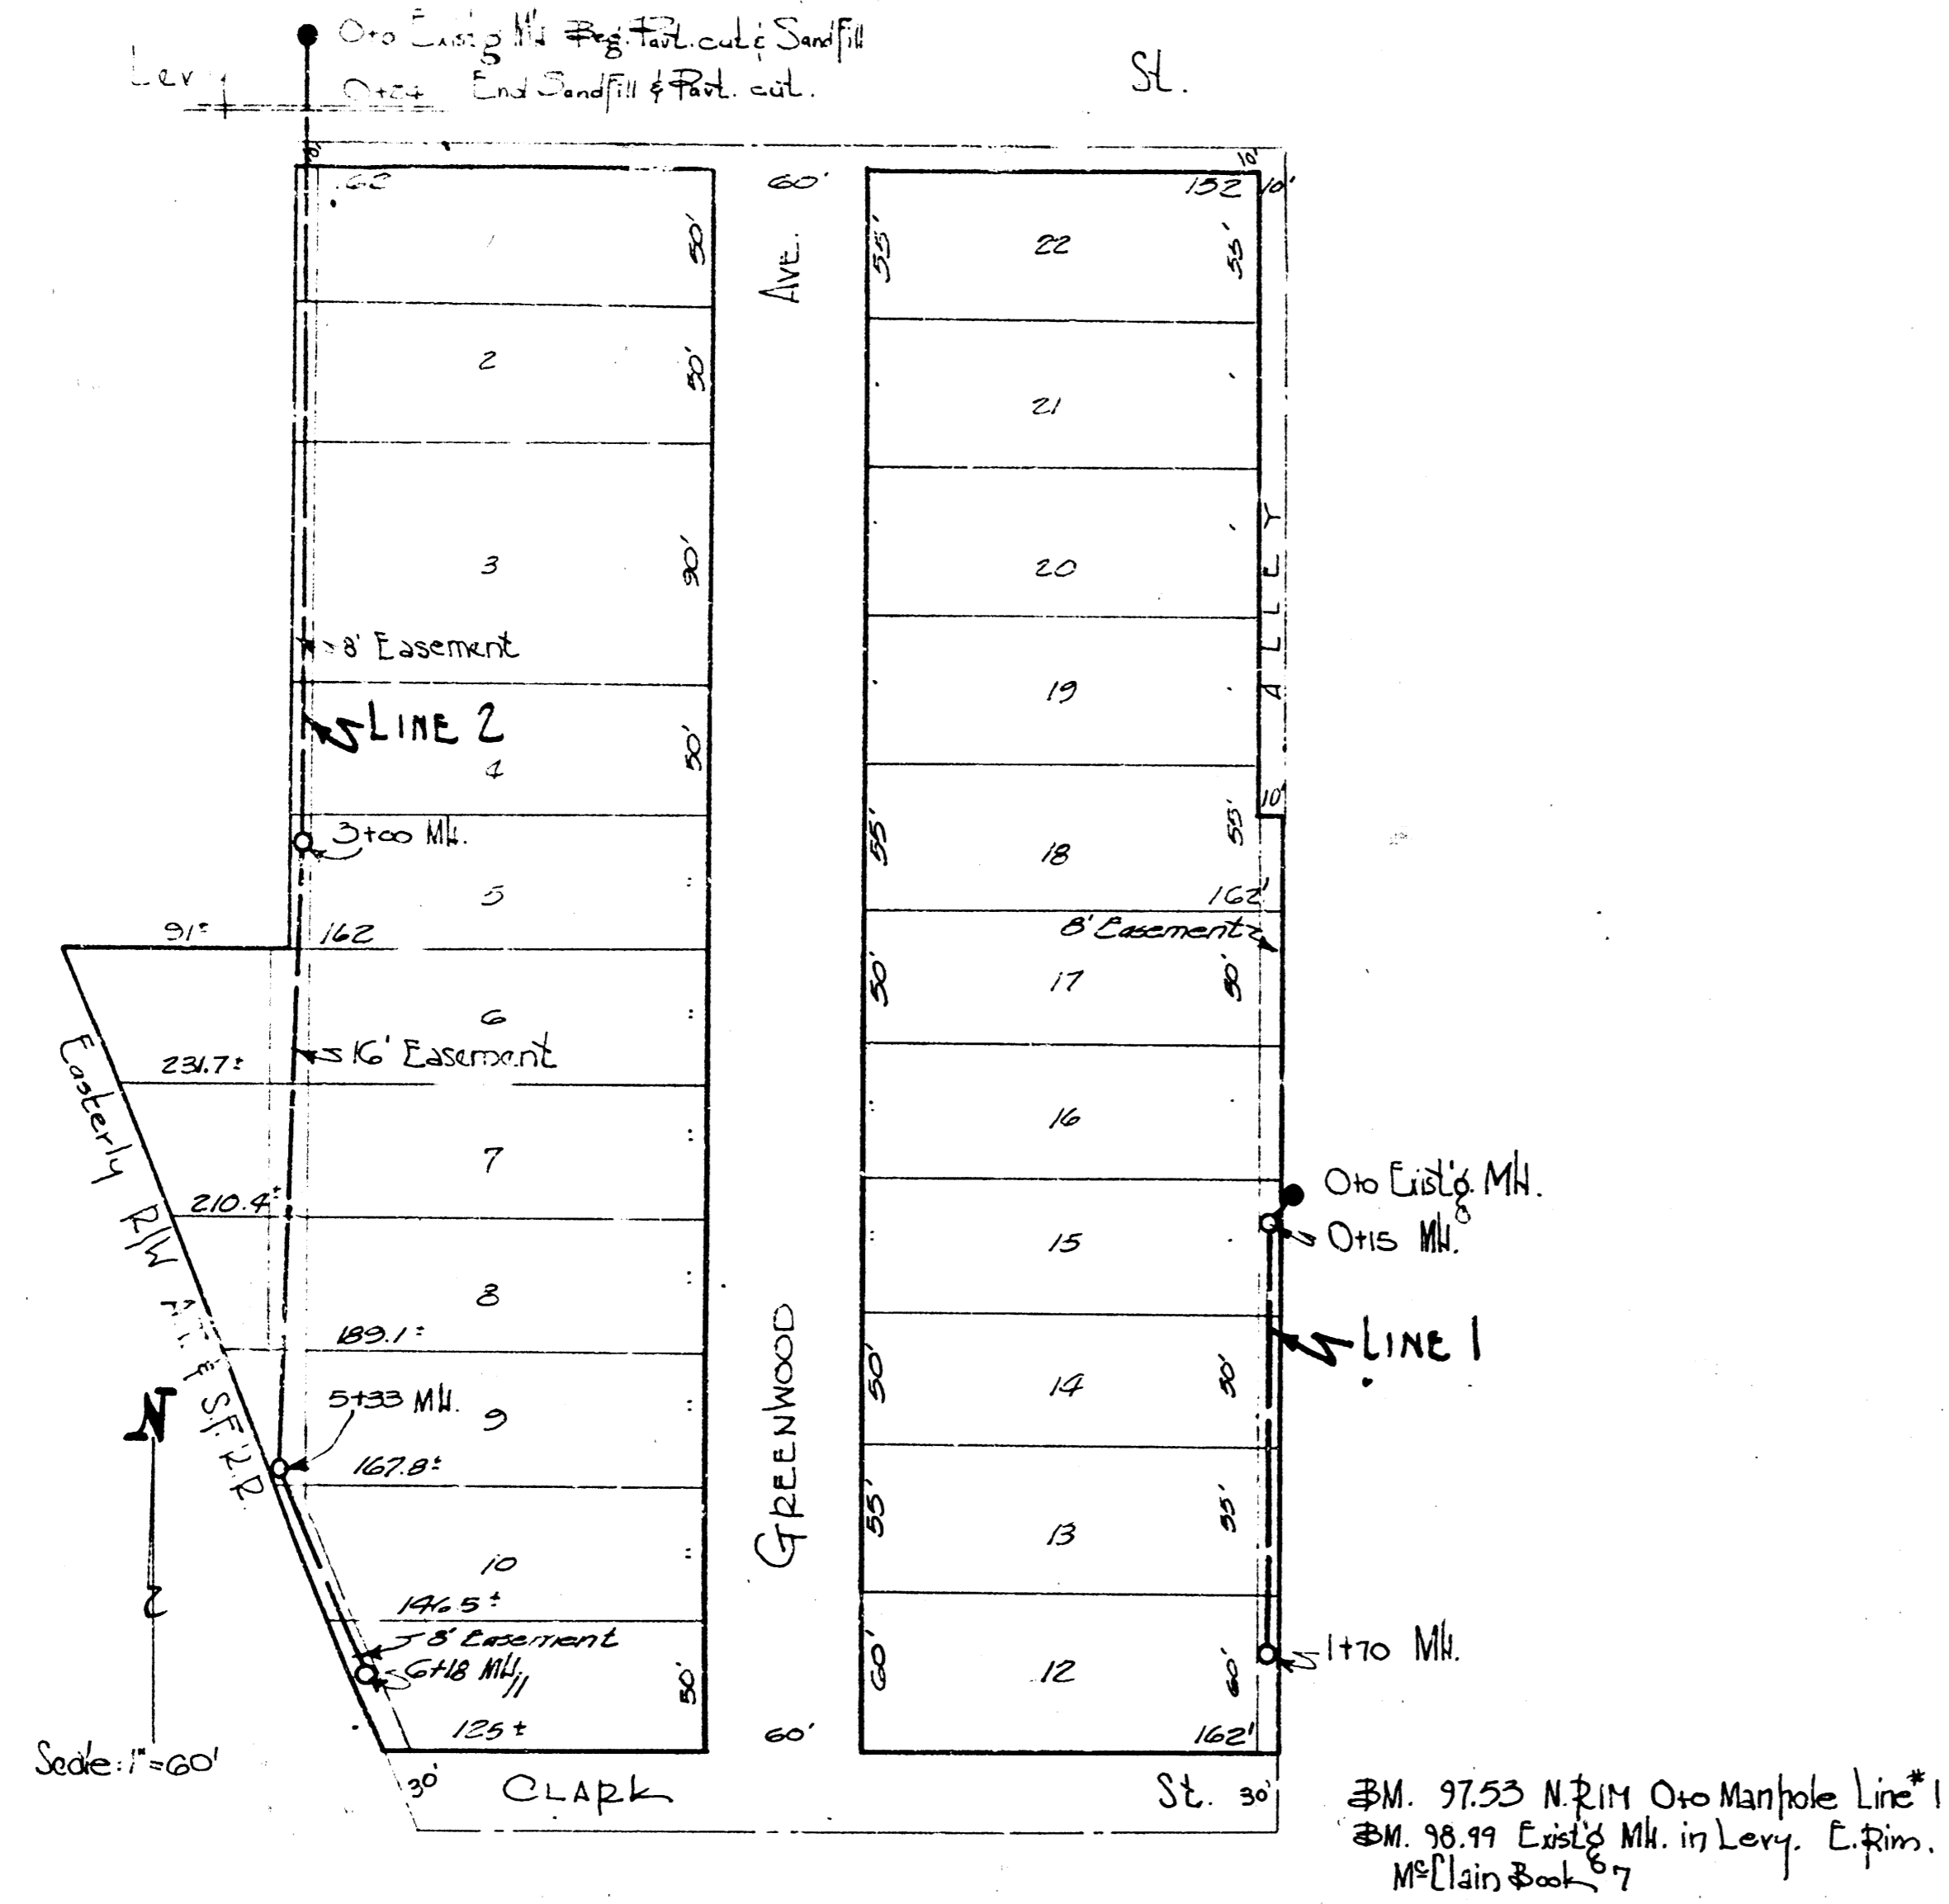 0+0 Exist'g MH Beg. Pavt. cut & Sandfill
Levy
St.
End Sandfill & Pavt. cut.
10'
10'
162
60'
152
10'
1
50'
AVE.
55'
22
55'
2
50'
21
3
90'
20
ALLEY
8' Easement
19
LINE 2
4
50'
10'
3+00 MH.
55'
18
55'
5
162'
91±
162
8' Easement
6
50'
17
50'
16' Easement
231.7±
Easterly R/W A.T. & S.F.R.R.
7
16
210.4±
0+0 Exist'g. MH.
15
0+15 MH.
8
189.1±
GREENWOOD
LINE 1
N
5+33 MH.
9
50'
14
50'
167.8±
55'
13
55'
10
146.5±
8' Easement
6+18 MH.
11
50'
60'
12
60'
1+70 MH.
125±
60'
162'
Scale: 1"=60'
30'
CLARK
St.
30'
BM. 97.53 N.RIM 0+0 Manhole Line #1
BM. 98.99 Exist'g MH. in Levy. E.Rim.
McClain Book 67